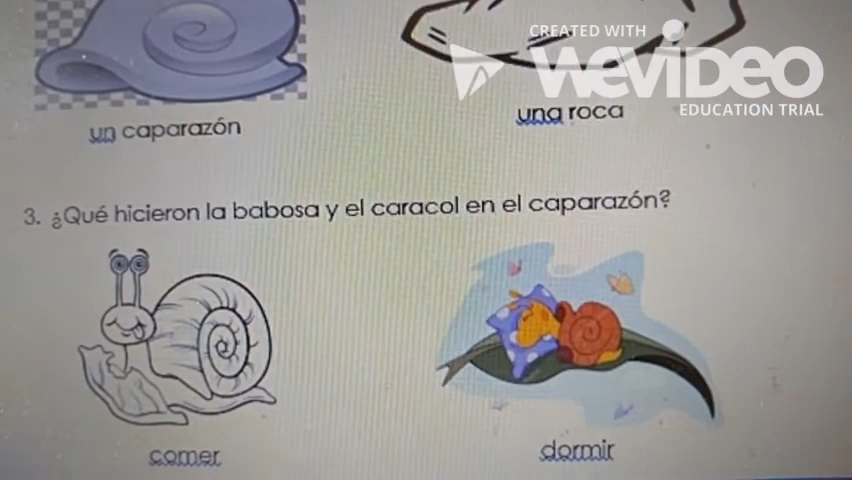 CREATED WITH
WEVIDEO
EDUCATION TRIAL
un caparazón
una roca
3. ¿Qué hicieron la babosa y el caracol en el caparazón?
comer
dormir